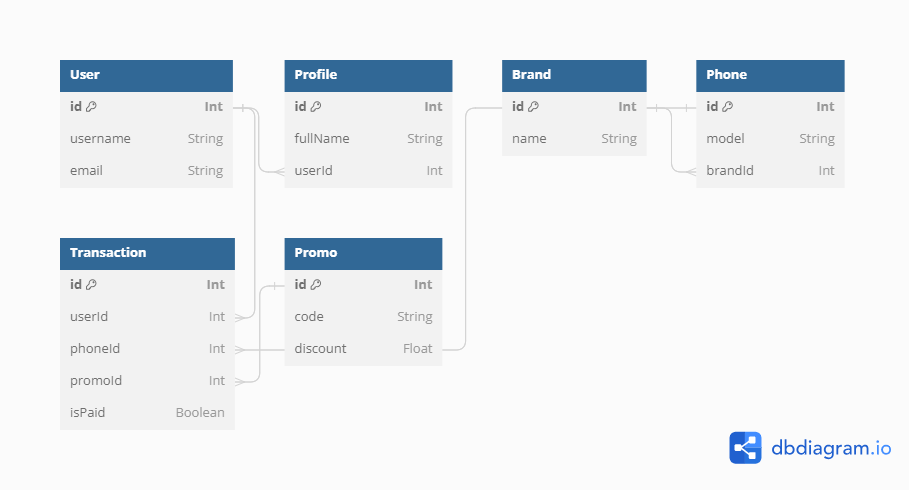 User
id Int
username String
email String
Profile
id Int
fullName String
userId Int
Brand
id Int
name String
Phone
id Int
model String
brandId Int
Transaction
id Int
userId Int
phoneId Int
promoId Int
isPaid Boolean
Promo
id Int
code String
discount Float
dbdiagram.io